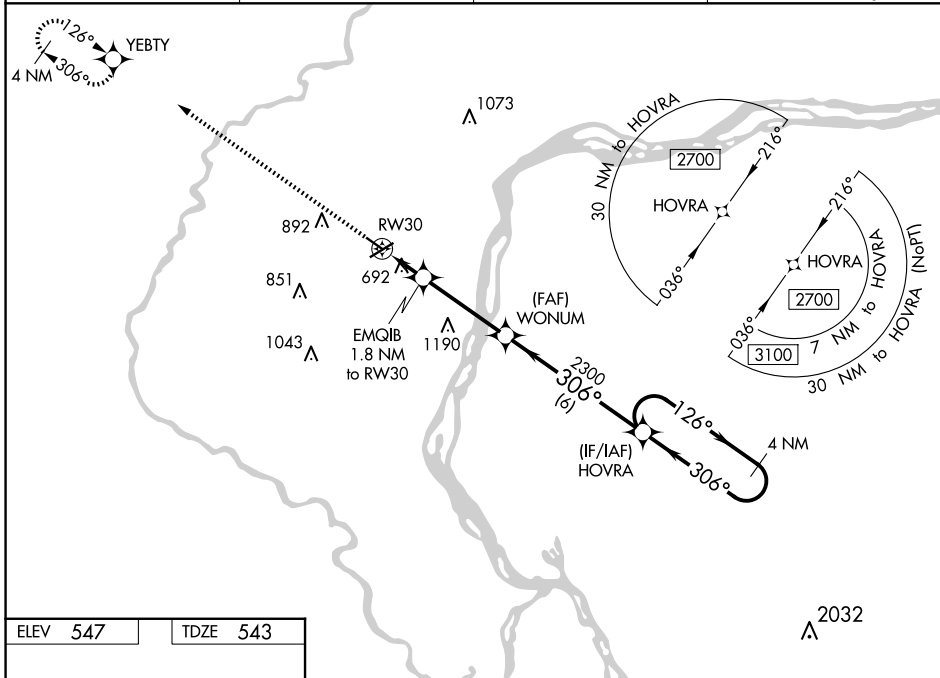 126°
YEBTY
306°
4 NM
1073
30 NM to HOVRA
2700
216°
HOVRA
036°
216°
HOVRA
2700
036°
3100
7 NM to HOVRA
30 NM to HOVRA (NoPT)
892
RW30
692
851
1043
EMQIB
1.8 NM
to RW30
1190
(FAF)
WONUM
2300
306°
(6)
126°
4 NM
(IF/IAF)
HOVRA
306°
2032
ELEV 547
TDZE 543